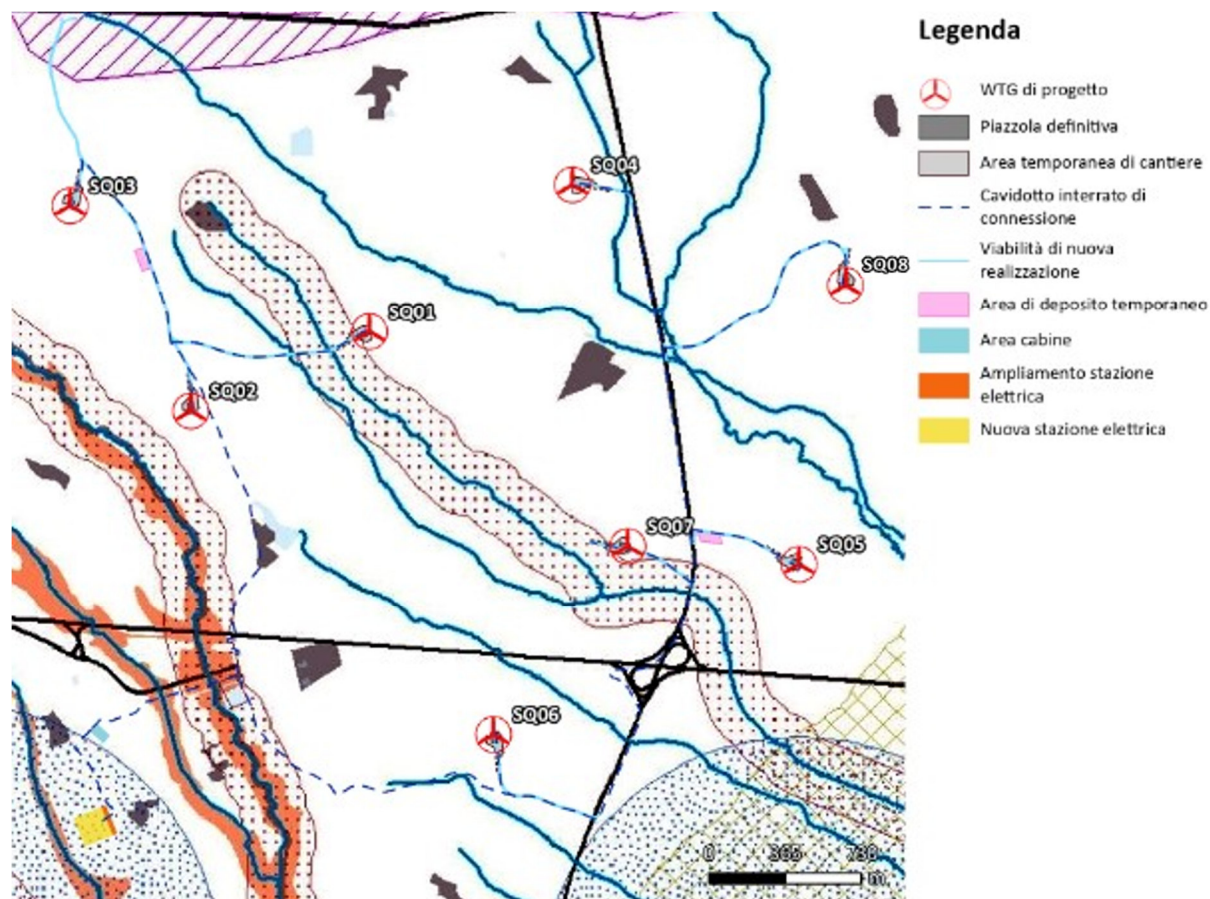 Legenda
WTG di progetto
Piazzola definitiva
Area temporanea di cantiere
Cavidotto interrato di
connessione
Viabilità di nuova
realizzazione
Area di deposito temporaneo
Area cabine
Ampliamento stazione
elettrica
Nuova stazione elettrica
SQ04
SQ03
SQ08
SQ01
SQ02
SQ07
SQ05
SQ06
0 365 730
m